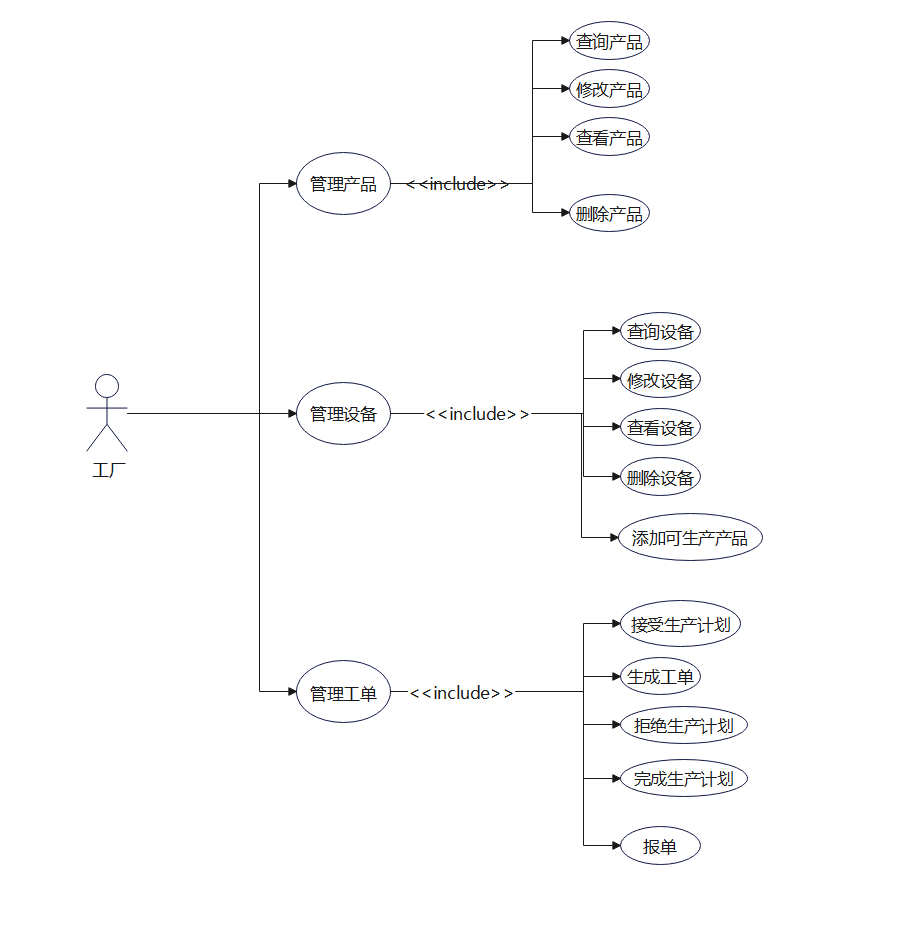 查询产品
修改产品
查看产品
管理产品
<<include>>
删除产品
查询设备
修改设备
管理设备
<<include>>
查看设备
工厂
删除设备
添加可生产产品
接受生产计划
生成工单
管理工单
<<include>>
拒绝生产计划
完成生产计划
报单